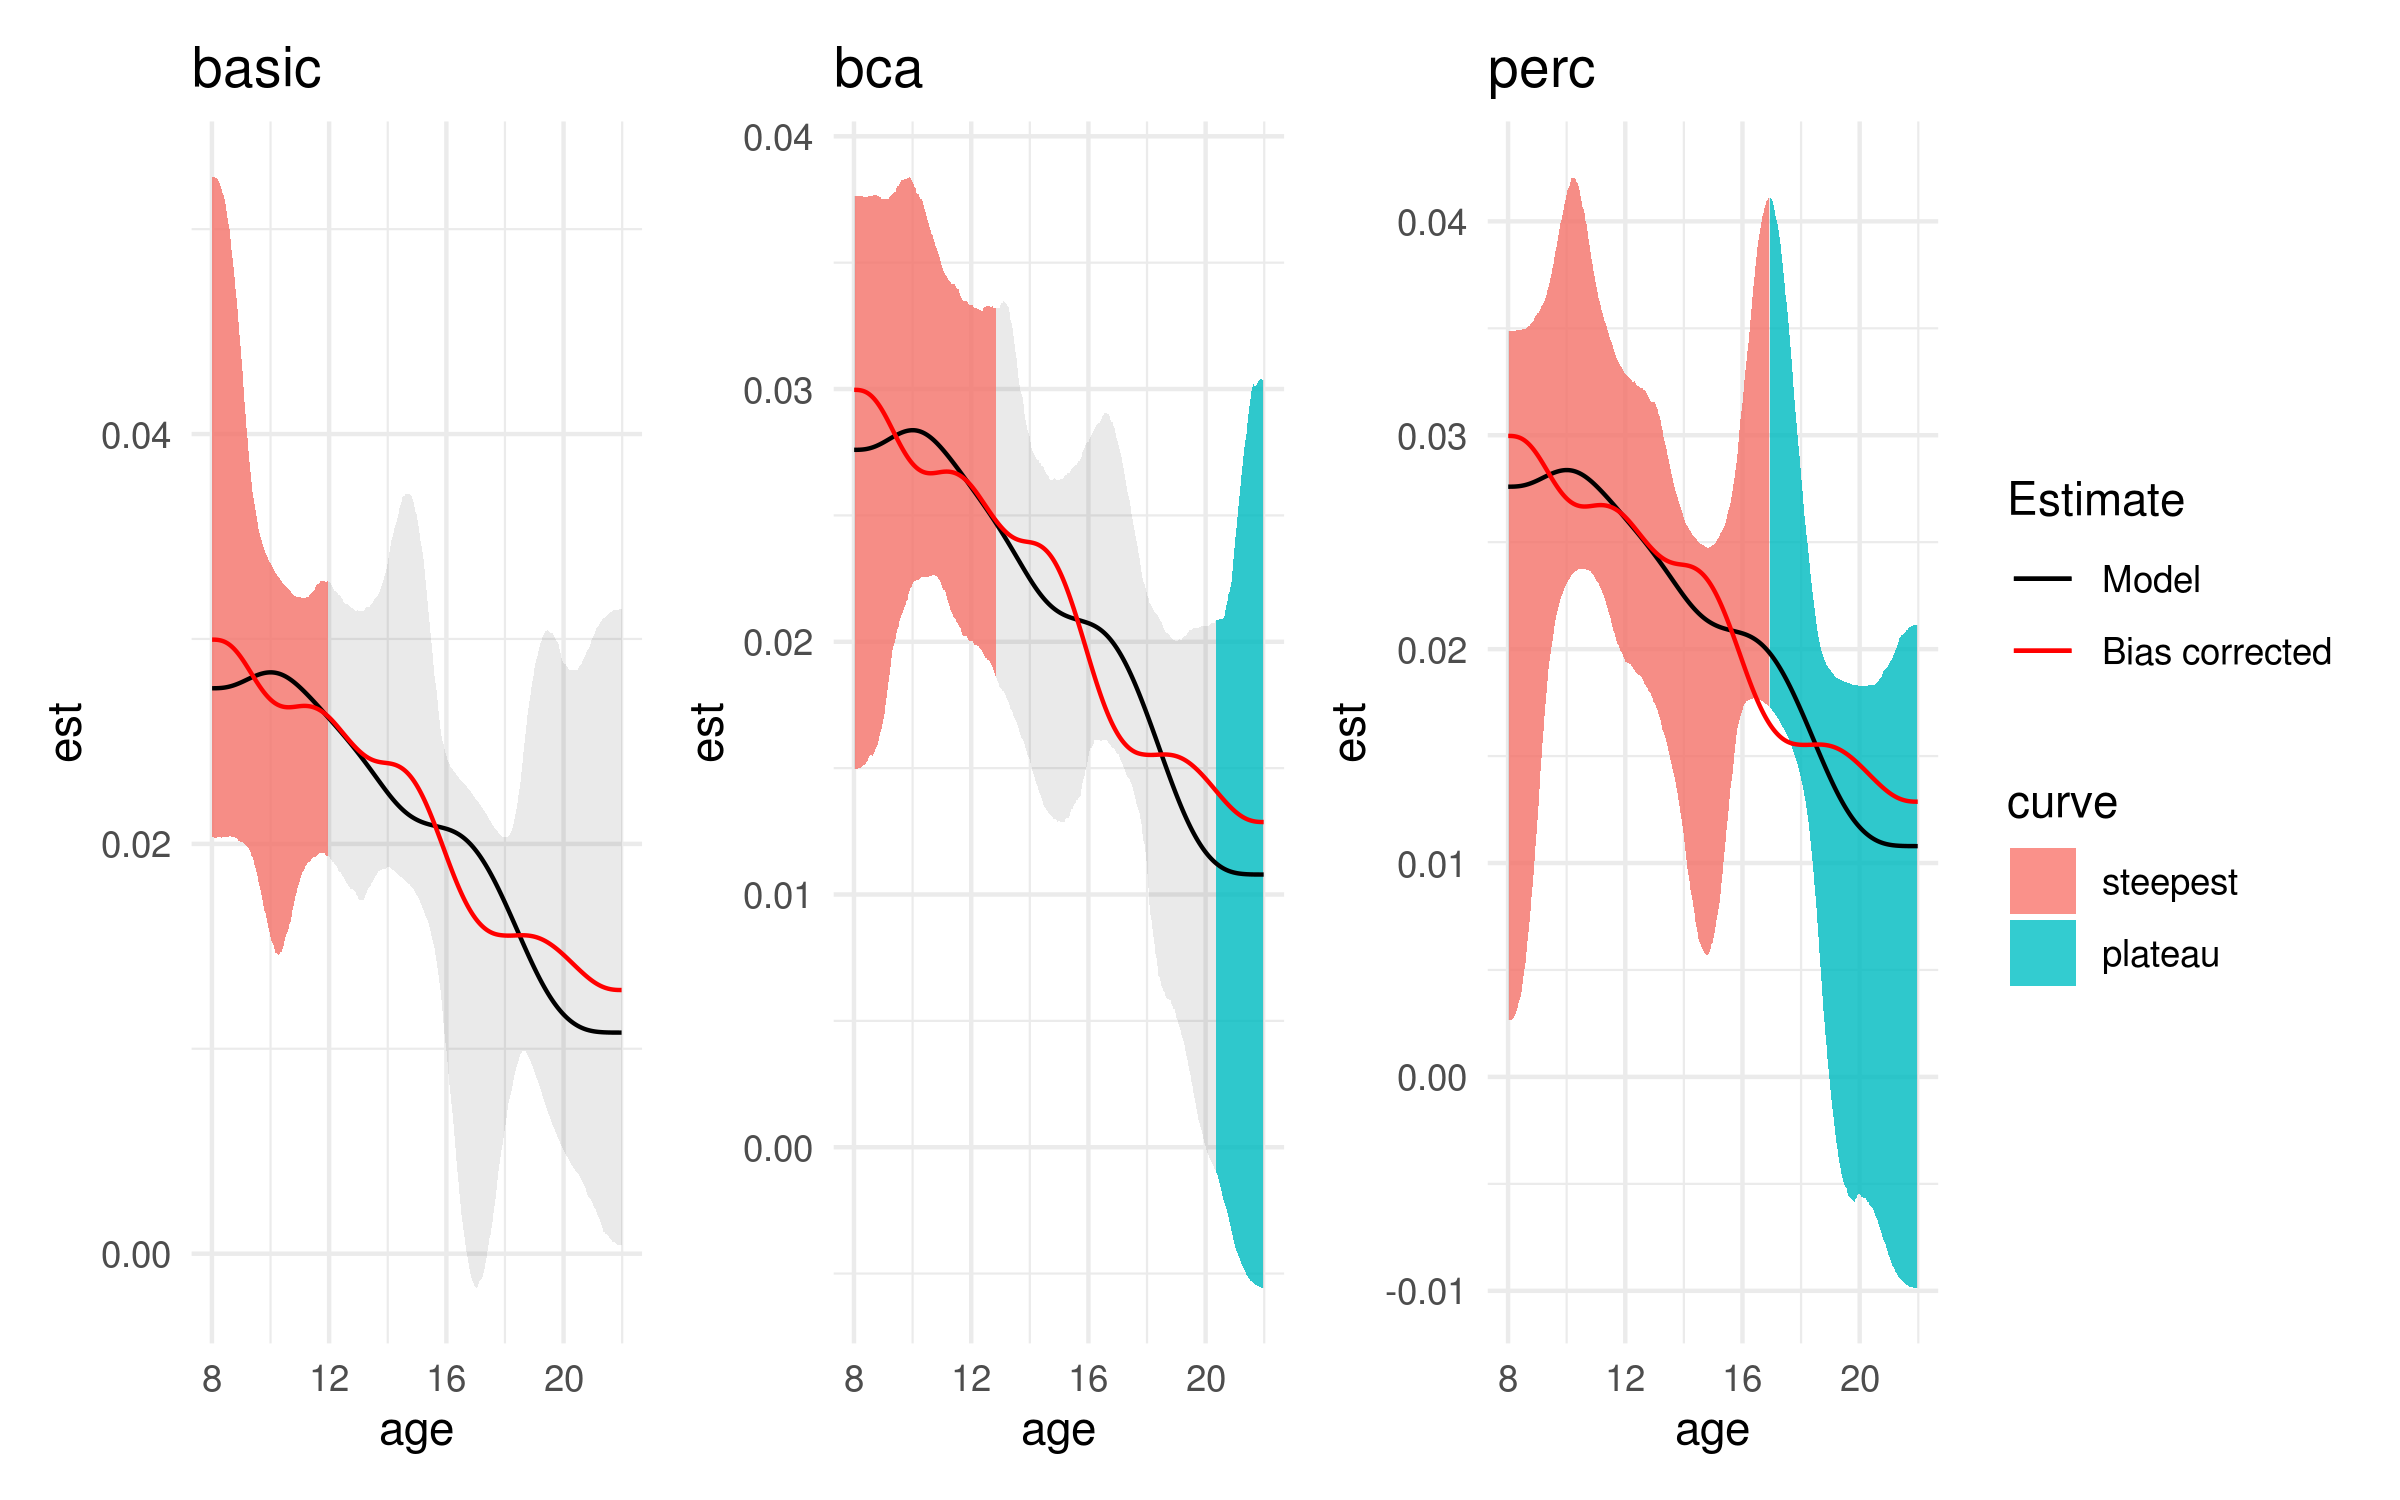 basic
bca
perc
est
0.04
0.02
0.00
8 12 16 20
age
est
0.04
0.03
0.02
0.01
0.00
8 12 16 20
age
est
0.04
0.03
0.02
0.01
0.00
-0.01
8 12 16 20
age
Estimate
Model
Bias corrected
curve
steepest
plateau